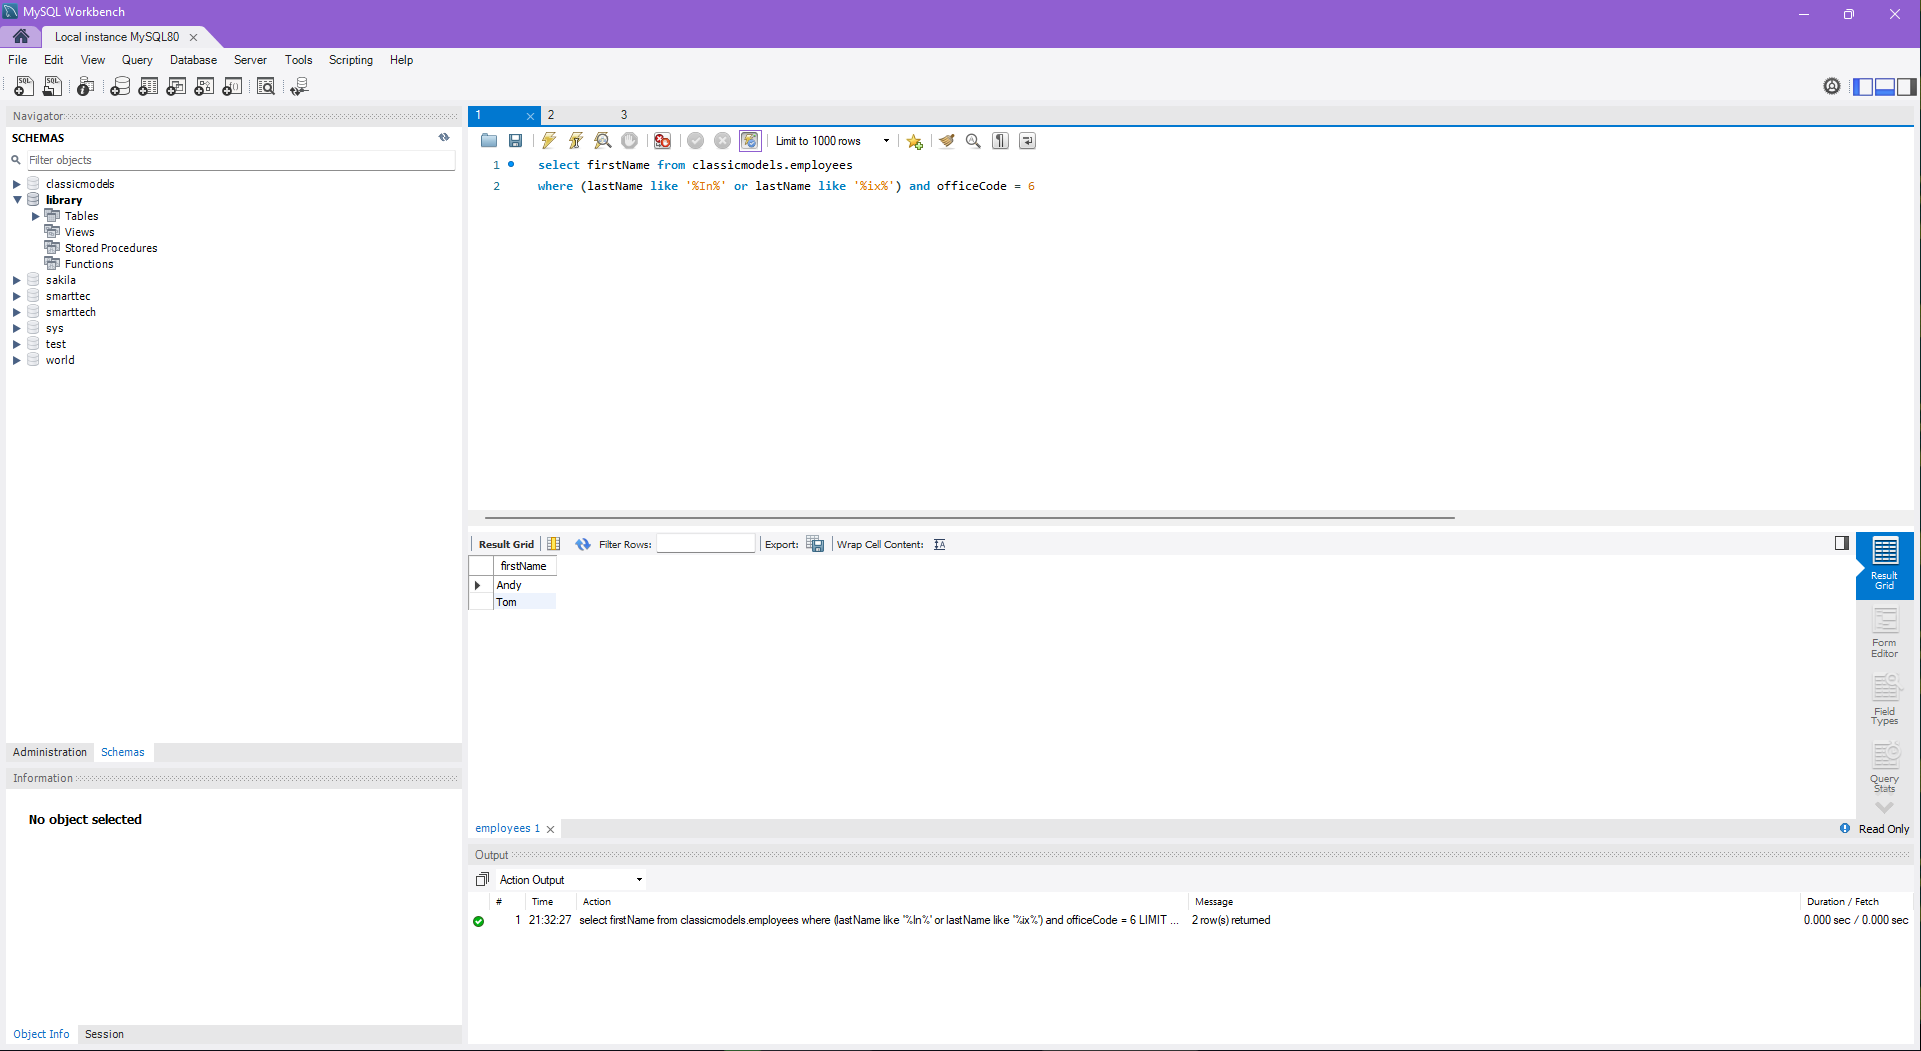 MySQL Workbench
Local instance MySQL80
File Edit View Query Database Server Tools Scripting Help
Navigator
SCHEMAS
Filter objects
classicmodels
library
Tables
Views
Stored Procedures
Functions
sakila
smarttec
smarttech
sys
test
world
Administration Schemas
Information
No object selected
Object Info Session
1 2 3
Limit to 1000 rows
1 select firstName from classicmodels.employees
2 where (lastName like '%In%' or lastName like '%ix%') and officeCode = 6
Result Grid Filter Rows: Export: Wrap Cell Content:
firstName
Andy
Tom
Result Grid
Form Editor
Field Types
Query Stats
employees 1
Read Only
Output
Action Output
# Time Action Message Duration / Fetch
1 21:32:27 select firstName from classicmodels.employees where (lastName like '%In%' or lastName like '%ix%') and officeCode = 6 LIMIT ... 2 row(s) returned 0.000 sec / 0.000 sec